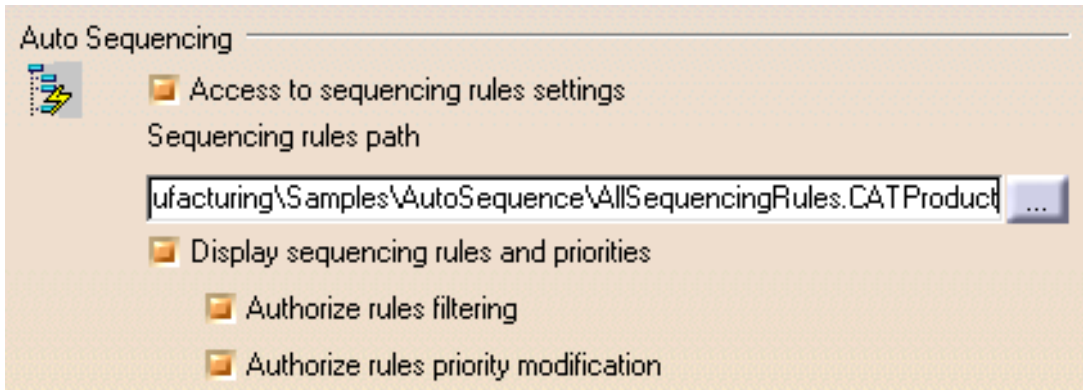 Auto Sequencing
Access to sequencing rules settings
Sequencing rules path
ufacturing\Samples\AutoSequence\AllSequencingRules.CATProduct
...
Display sequencing rules and priorities
Authorize rules filtering
Authorize rules priority modification